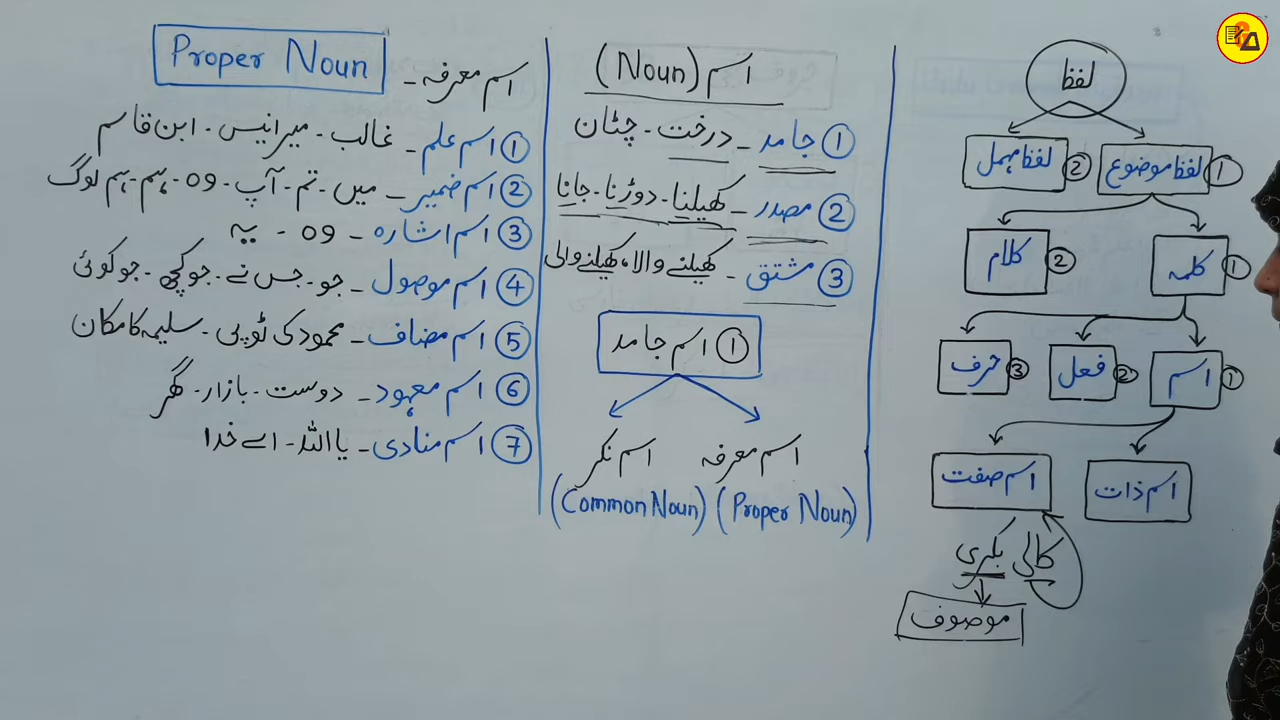 لفظ
① لفظ موضوع
② لفظ مہمل
① کلمہ
② کلام
① اسم
② فعل
③ حرف
اسم ذات
اسم صفت
کالی بکری
موصوف
اسم (Noun)
① جامد - درخت - چٹان
② مصدر - کھیلنا - دوڑنا - جانا
③ مشتق - کھیلنے والا، کھیلنے والی
① اسم جامد
اسم معرفہ اسم نکر
(Common Noun) (Proper Noun)
Proper Noun
اسم معرفہ -
① اسم علم - غالب - میر انیس - ابن قاسم
② اسم ضمیر - میں - تم - آپ - وہ - ہم - ہم لوگ
③ اسم اشارہ - وہ - یہ
④ اسم موصول - جو - جس نے - جو کچھ - جو کوئی
⑤ اسم مضاف - محمود کی ٹوپی - سلیمہ کا مکان
⑥ اسم معہود - دوست - بازار - گھر
⑦ اسم منادی - یا اللہ - اے خدا